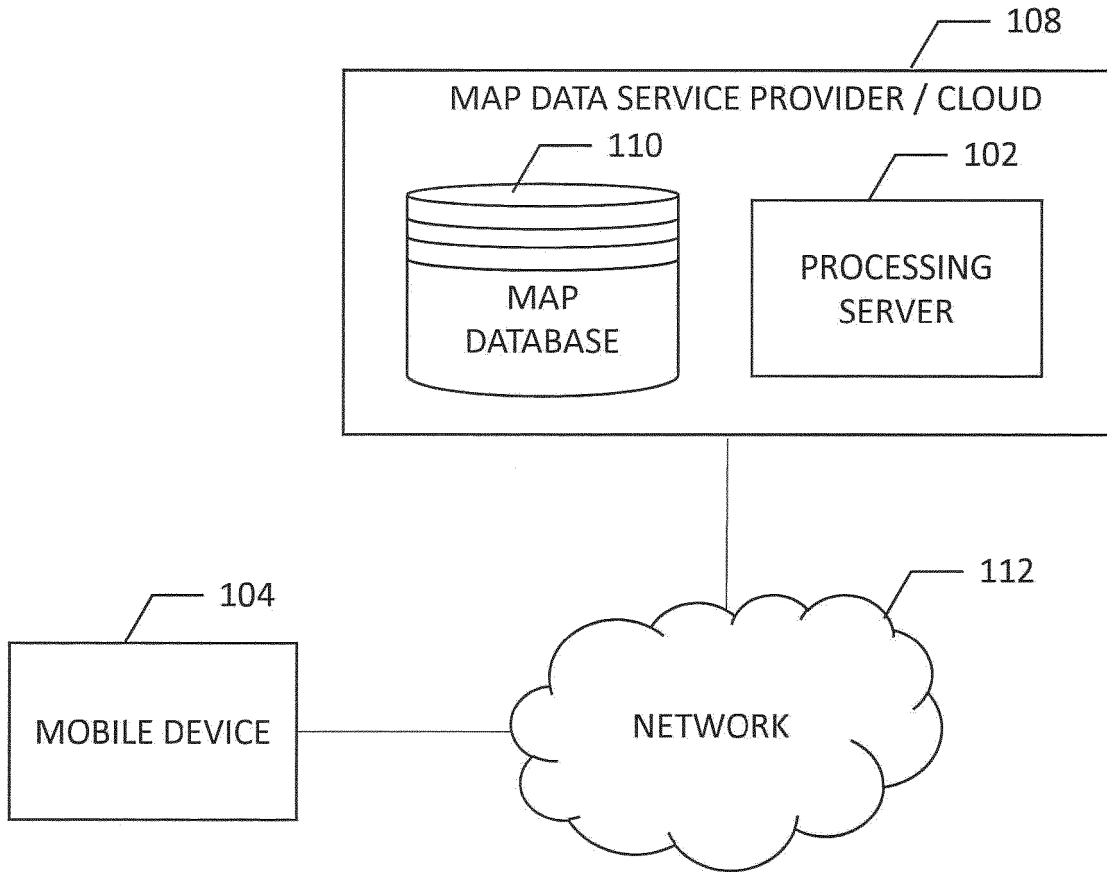 108
MAP DATA SERVICE PROVIDER / CLOUD
110
102
MAP
DATABASE
PROCESSING
SERVER
112
104
MOBILE DEVICE
NETWORK